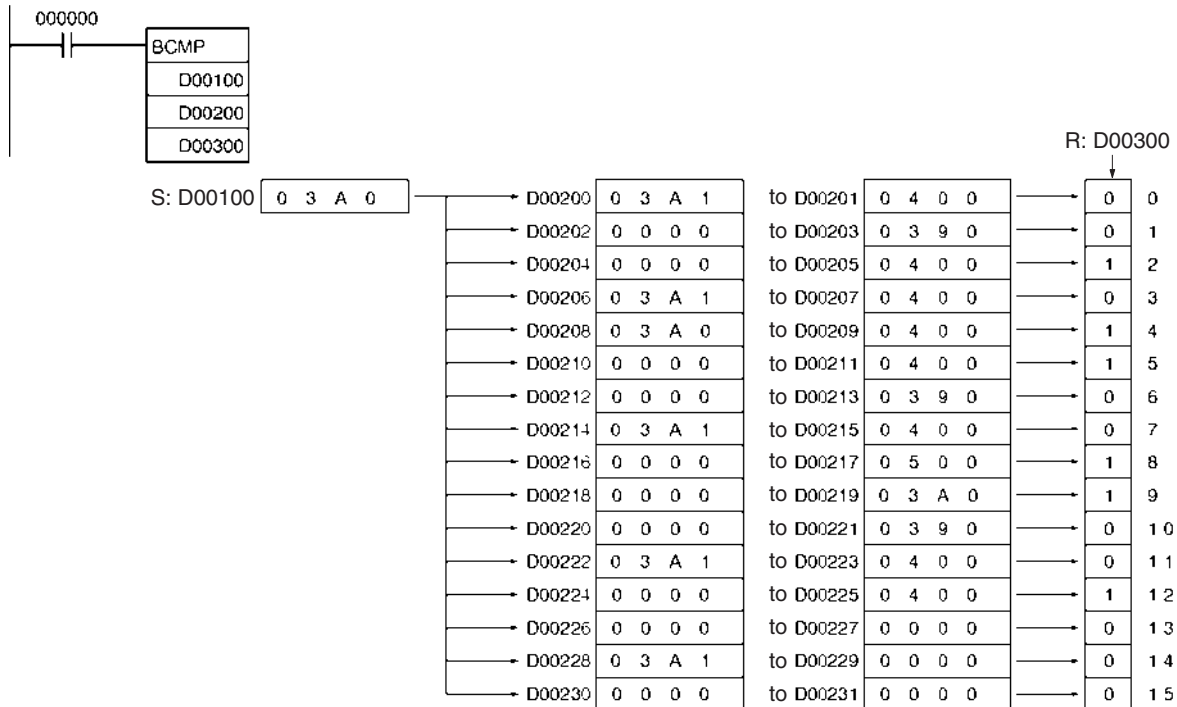 000000
BCMP
D00100
D00200
D00300
R: D00300
S: D00100 0 3 A 0
D00200 0 3 A 1 to D00201 0 4 0 0 0 0
D00202 0 0 0 0 to D00203 0 3 9 0 0 1
D00204 0 0 0 0 to D00205 0 4 0 0 1 2
D00206 0 3 A 1 to D00207 0 4 0 0 0 3
D00208 0 3 A 0 to D00209 0 4 0 0 1 4
D00210 0 0 0 0 to D00211 0 4 0 0 1 5
D00212 0 0 0 0 to D00213 0 3 9 0 0 6
D00214 0 3 A 1 to D00215 0 4 0 0 0 7
D00216 0 0 0 0 to D00217 0 5 0 0 1 8
D00218 0 0 0 0 to D00219 0 3 A 0 1 9
D00220 0 0 0 0 to D00221 0 3 9 0 0 10
D00222 0 3 A 1 to D00223 0 4 0 0 0 11
D00224 0 0 0 0 to D00225 0 4 0 0 1 12
D00226 0 0 0 0 to D00227 0 0 0 0 0 13
D00228 0 3 A 1 to D00229 0 0 0 0 0 14
D00230 0 0 0 0 to D00231 0 0 0 0 0 15